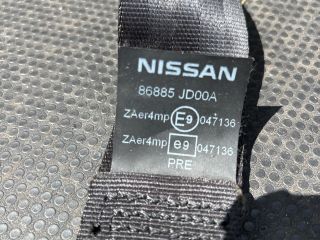 NISSAN
86885 JD00A
ZAer4mp E9 047136
ZAer4mp e9 047136
PRE